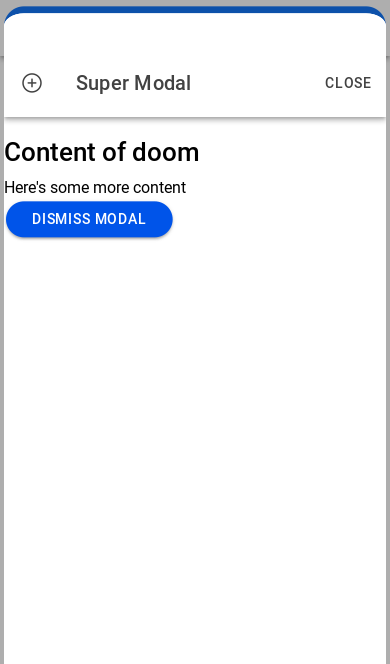 Super Modal
CLOSE
Content of doom
Here's some more content
DISMISS MODAL